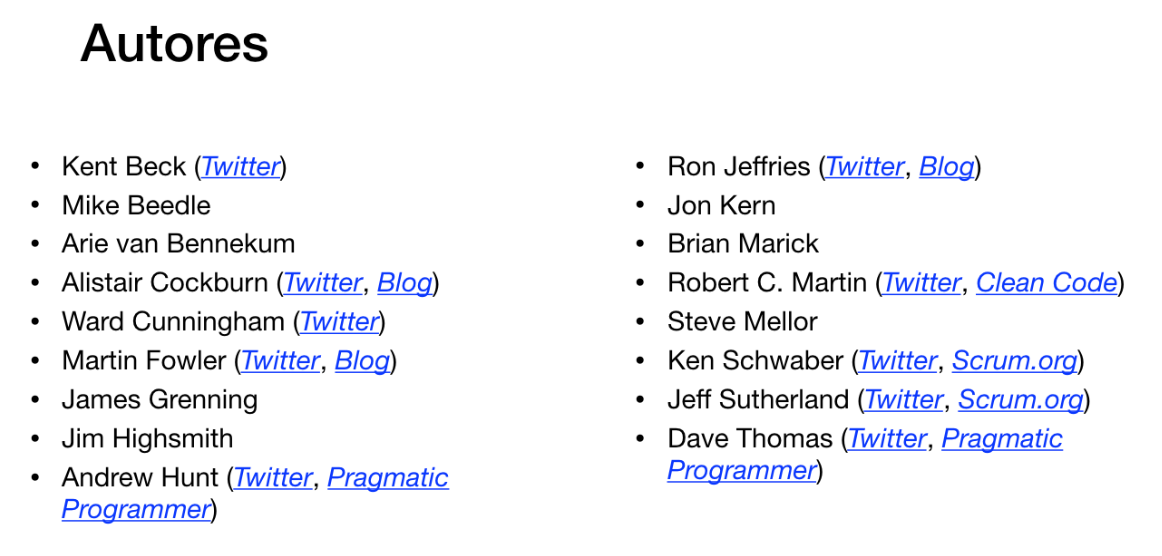 Autores
• Kent Beck (Twitter)
• Mike Beedle
• Arie van Bennekum
• Alistair Cockburn (Twitter, Blog)
• Ward Cunningham (Twitter)
• Martin Fowler (Twitter, Blog)
• James Grenning
• Jim Highsmith
• Andrew Hunt (Twitter, Pragmatic
Programmer)
• Ron Jeffries (Twitter, Blog)
• Jon Kern
• Brian Marick
• Robert C. Martin (Twitter, Clean Code)
• Steve Mellor
• Ken Schwaber (Twitter, Scrum.org)
• Jeff Sutherland (Twitter, Scrum.org)
• Dave Thomas (Twitter, Pragmatic
Programmer)